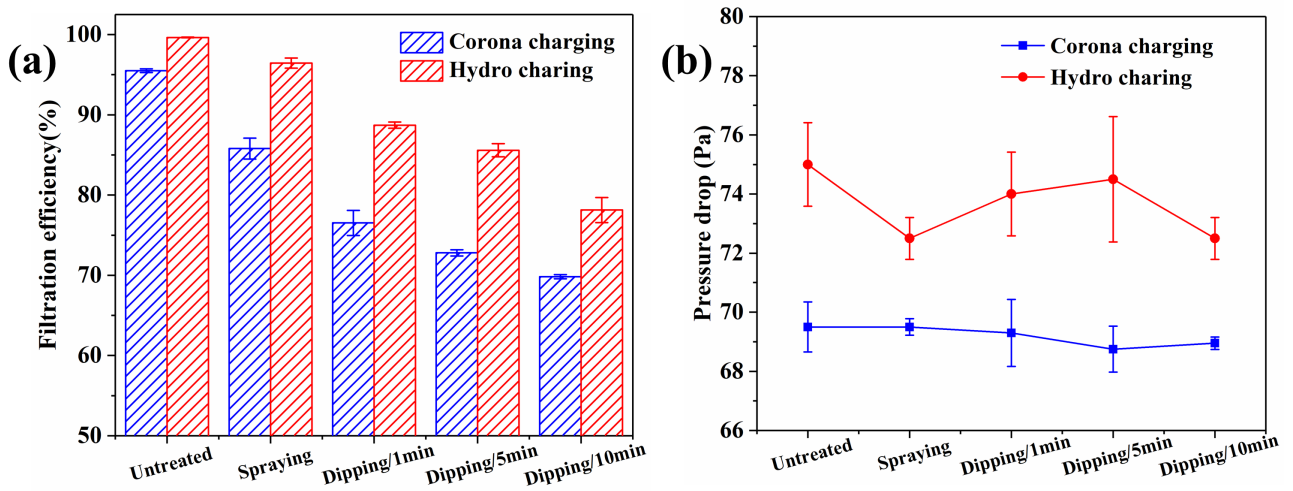 (a)
Filtration efficiency(%)
100
90
80
70
60
50
Corona charging
Hydro charing
Untreated
Spraying
Dipping/1min
Dipping/5min
Dipping/10min
(b)
Pressure drop (Pa)
80
78
76
74
72
70
68
66
Corona charging
Hydro charing
Untreated
Spraying
Dipping/1min
Dipping/5min
Dipping/10min